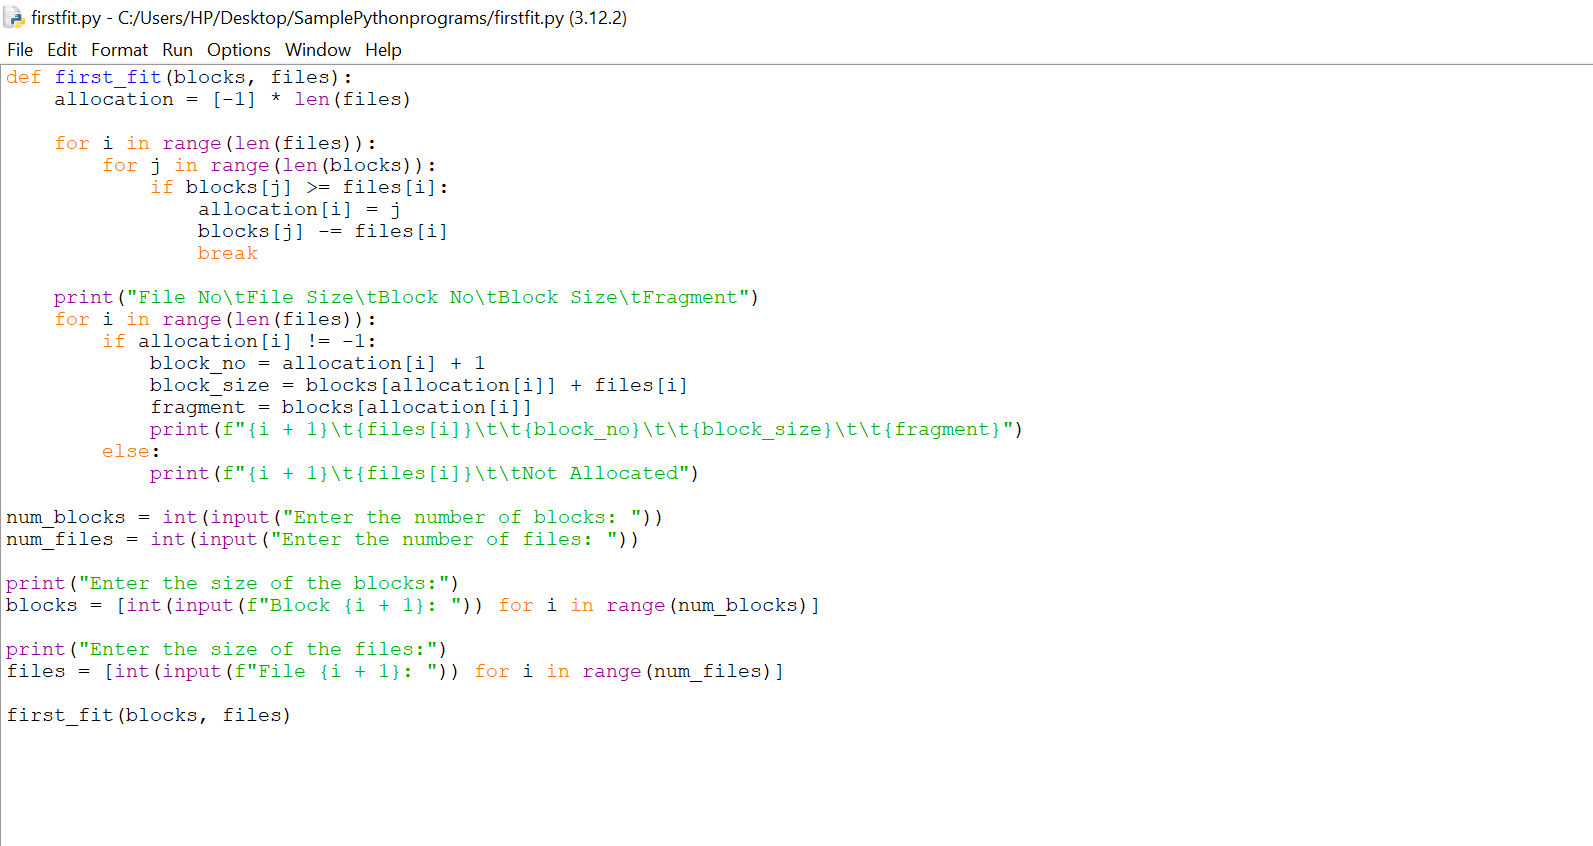 firstfit.py - C:/Users/HP/Desktop/SamplePythonprograms/firstfit.py (3.12.2)
File Edit Format Run Options Window Help
def first_fit(blocks, files):
    allocation = [-1] * len(files)

    for i in range(len(files)):
        for j in range(len(blocks)):
            if blocks[j] >= files[i]:
                allocation[i] = j
                blocks[j] -= files[i]
                break

    print("File No\tFile Size\tBlock No\tBlock Size\tFragment")
    for i in range(len(files)):
        if allocation[i] != -1:
            block_no = allocation[i] + 1
            block_size = blocks[allocation[i]] + files[i]
            fragment = blocks[allocation[i]]
            print(f"{i + 1}\t{files[i]}\t\t{block_no}\t\t{block_size}\t\t{fragment}")
        else:
            print(f"{i + 1}\t{files[i]}\t\tNot Allocated")

num_blocks = int(input("Enter the number of blocks: "))
num_files = int(input("Enter the number of files: "))

print("Enter the size of the blocks:")
blocks = [int(input(f"Block {i + 1}: ")) for i in range(num_blocks)]

print("Enter the size of the files:")
files = [int(input(f"File {i + 1}: ")) for i in range(num_files)]

first_fit(blocks, files)